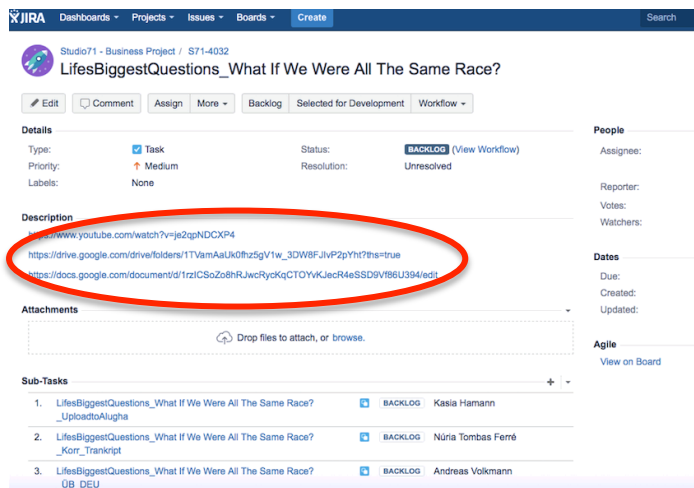 JIRA Dashboards Projects Issues Boards Create Search
Studio71 - Business Project / S71-4032
LifesBiggestQuestions_What If We Were All The Same Race?
Edit Comment Assign More Backlog Selected for Development Workflow
Details
Type: Task
Priority: Medium
Labels: None
Status: BACKLOG (View Workflow)
Resolution: Unresolved
People
Assignee:
Reporter:
Votes:
Watchers:
Description
https://www.youtube.com/watch?v=je2qpNDCXP4
https://drive.google.com/drive/folders/1TVamAaUk0fhz5gV1w_3DW8FJIvP2pYht?ths=true
https://docs.google.com/document/d/1rzICSoZo8hRJwcRycKqCTOYvKJecR4eSSD9Vf86U394/edit
Dates
Due:
Created:
Updated:
Attachments
Drop files to attach, or browse.
Agile
View on Board
Sub-Tasks
1. LifesBiggestQuestions_What If We Were All The Same Race? BACKLOG Kasia Hamann
_UploadtoAlugha
2. LifesBiggestQuestions_What If We Were All The Same Race? BACKLOG Núria Tombas Ferré
_Korr_Trankript
3. LifesBiggestQuestions_What If We Were All The Same Race? BACKLOG Andreas Volkmann
_ÜB_DEU